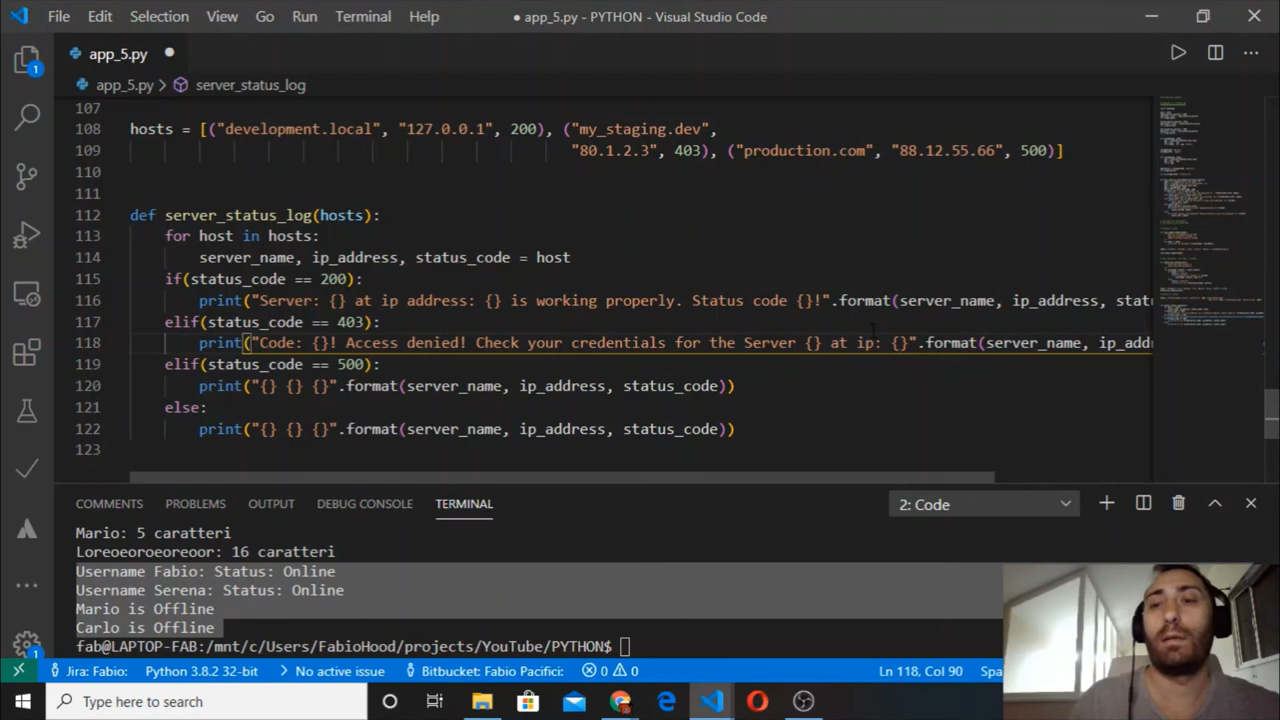 File Edit Selection View Go Run Terminal Help ● app_5.py - PYTHON - Visual Studio Code
app_5.py ●
app_5.py > server_status_log
107
108 hosts = [("development.local", "127.0.0.1", 200), ("my_staging.dev",
109 "80.1.2.3", 403), ("production.com", "88.12.55.66", 500)]
110
111
112 def server_status_log(hosts):
113 for host in hosts:
114 server_name, ip_address, status_code = host
115 if(status_code == 200):
116 print("Server: {} at ip address: {} is working properly. Status code {}!".format(server_name, ip_address, statu
117 elif(status_code == 403):
118 print("Code: {}! Access denied! Check your credentials for the Server {} at ip: {}".format(server_name, ip_addr
119 elif(status_code == 500):
120 print("{} {} {}".format(server_name, ip_address, status_code))
121 else:
122 print("{} {} {}".format(server_name, ip_address, status_code))
123
COMMENTS PROBLEMS OUTPUT DEBUG CONSOLE TERMINAL 2: Code
Mario: 5 caratteri
Loreoeoroeoreoor: 16 caratteri
Username Fabio: Status: Online
Username Serena: Status: Online
Mario is Offline
Carlo is Offline
fab@LAPTOP-FAB:/mnt/c/Users/FabioHood/projects/YouTube/PYTHON$
Jira: Fabio: Python 3.8.2 32-bit No active issue Bitbucket: Fabio Pacifici: 0 0 Ln 118, Col 90 Spa
Type here to search